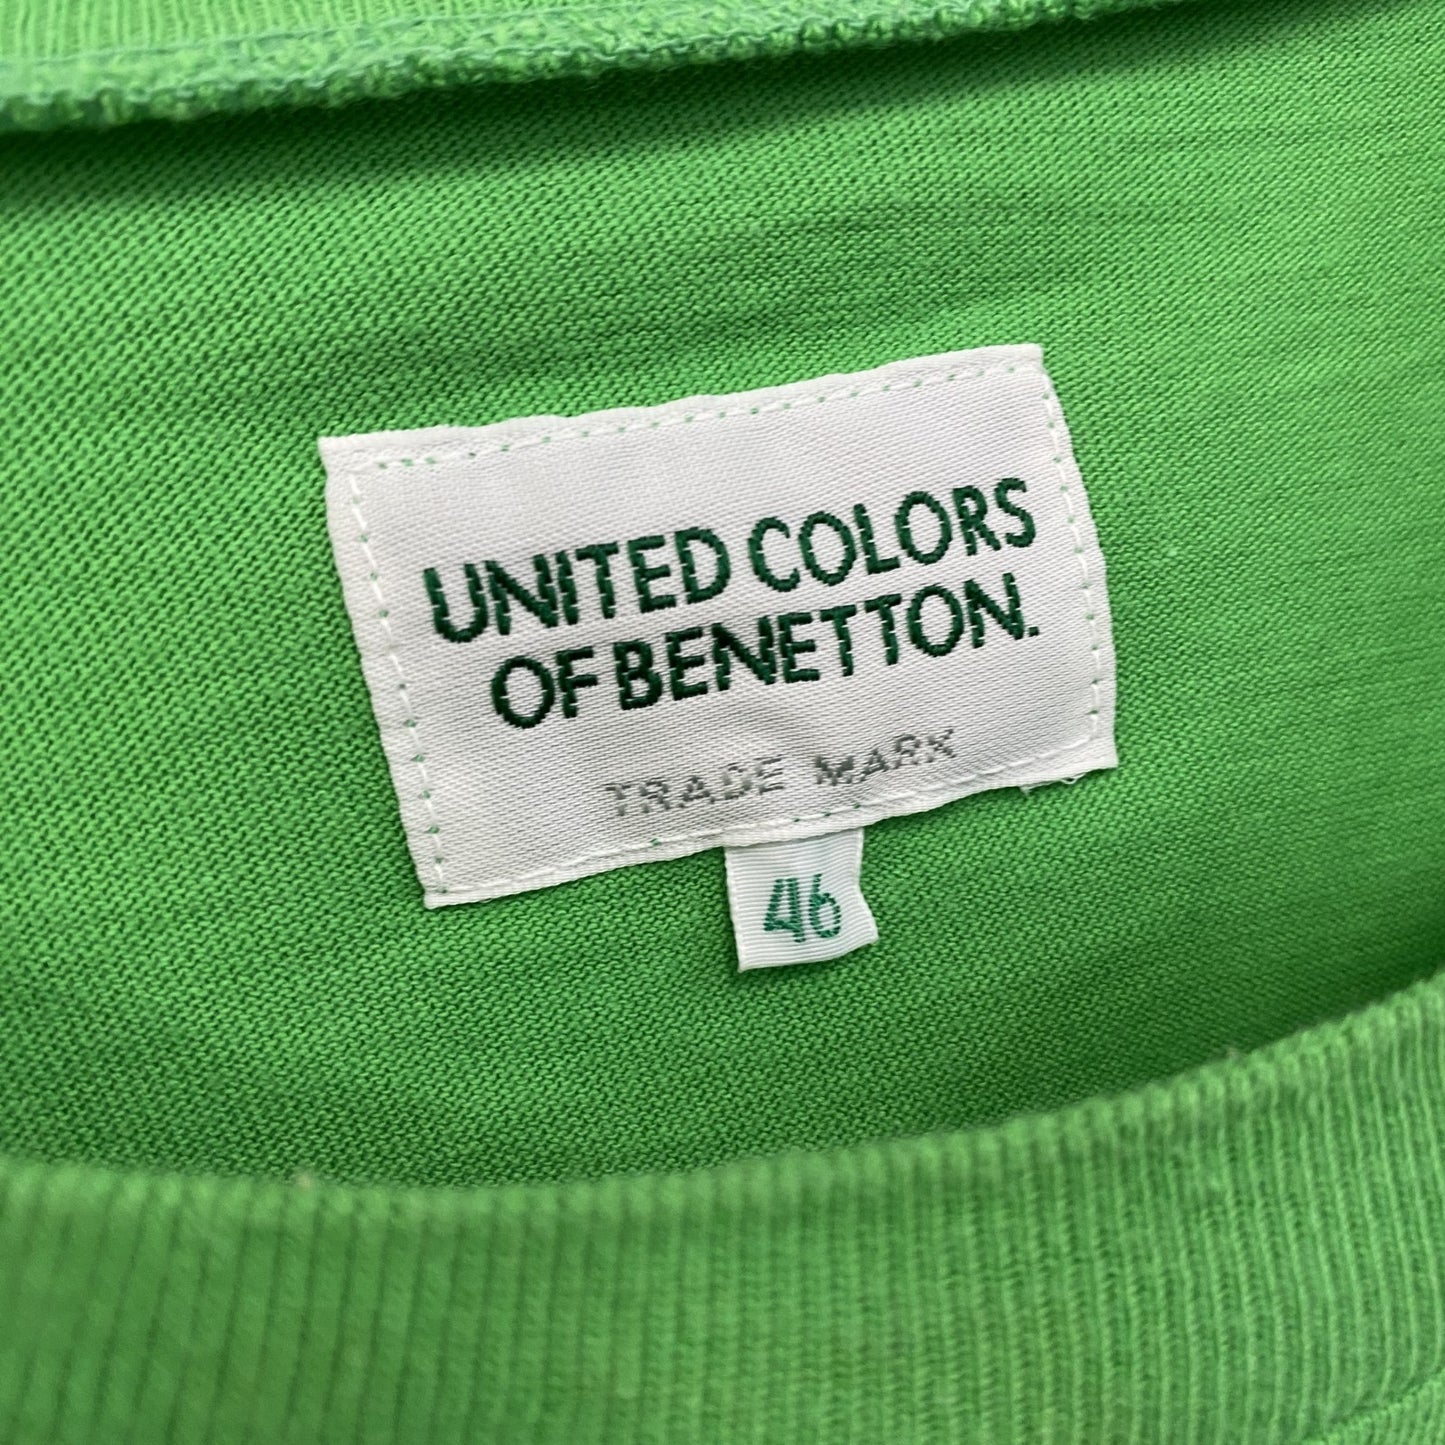 UNITED COLORS
OF BENETTON.
TRADE MARK
46